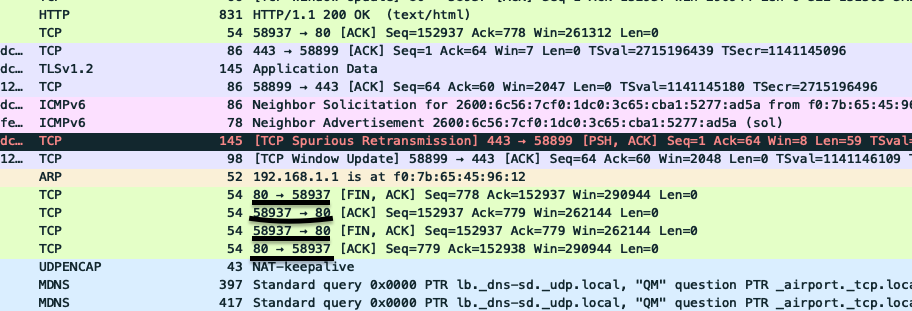 HTTP 831 HTTP/1.1 200 OK (text/html)
TCP 54 58937 → 80 [ACK] Seq=152937 Ack=778 Win=261312 Len=0
dc… TCP 86 443 → 58899 [ACK] Seq=1 Ack=64 Win=7 Len=0 TSval=2715196439 TSecr=1141145096
dc… TLSv1.2 145 Application Data
12… TCP 86 58899 → 443 [ACK] Seq=64 Ack=60 Win=2047 Len=0 TSval=1141145180 TSecr=2715196496
dc… ICMPv6 86 Neighbor Solicitation for 2600:6c56:7cf0:1dc0:3c65:cba1:5277:ad5a from f0:7b:65:45:96
fe… ICMPv6 78 Neighbor Advertisement 2600:6c56:7cf0:1dc0:3c65:cba1:5277:ad5a (sol)
dc… TCP 145 [TCP Spurious Retransmission] 443 → 58899 [PSH, ACK] Seq=1 Ack=64 Win=8 Len=59 TSval=
12… TCP 98 [TCP Window Update] 58899 → 443 [ACK] Seq=64 Ack=60 Win=2048 Len=0 TSval=1141146109 T
ARP 52 192.168.1.1 is at f0:7b:65:45:96:12
TCP 54 80 → 58937 [FIN, ACK] Seq=778 Ack=152937 Win=290944 Len=0
TCP 54 58937 → 80 [ACK] Seq=152937 Ack=779 Win=262144 Len=0
TCP 54 58937 → 80 [FIN, ACK] Seq=152937 Ack=779 Win=262144 Len=0
TCP 54 80 → 58937 [ACK] Seq=779 Ack=152938 Win=290944 Len=0
UDPENCAP 43 NAT-keepalive
MDNS 397 Standard query 0x0000 PTR lb._dns-sd._udp.local, "QM" question PTR _airport._tcp.loca
MDNS 417 Standard query 0x0000 PTR lb._dns-sd._udp.local, "QM" question PTR _airport._tcp.loca